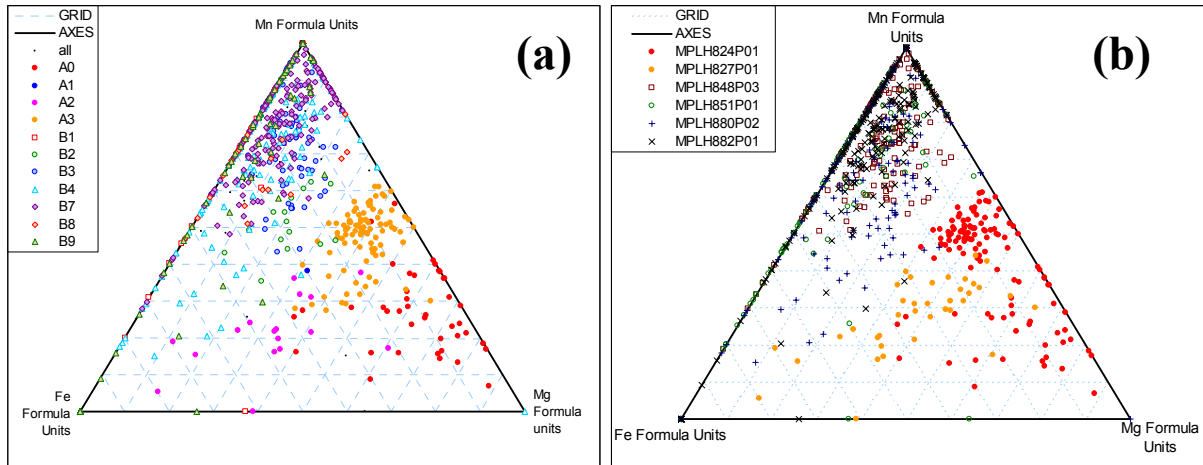 GRID
AXES
all
A0
A1
A2
A3
B1
B2
B3
B4
B7
B8
B9
Mn Formula Units
(a)
Fe
Formula
Units
Mg
Formula
units
GRID
AXES
MPLH824P01
MPLH827P01
MPLH848P03
MPLH851P01
MPLH880P02
MPLH882P01
Mn Formula
Units
(b)
Fe Formula Units
Mg Formula
Units